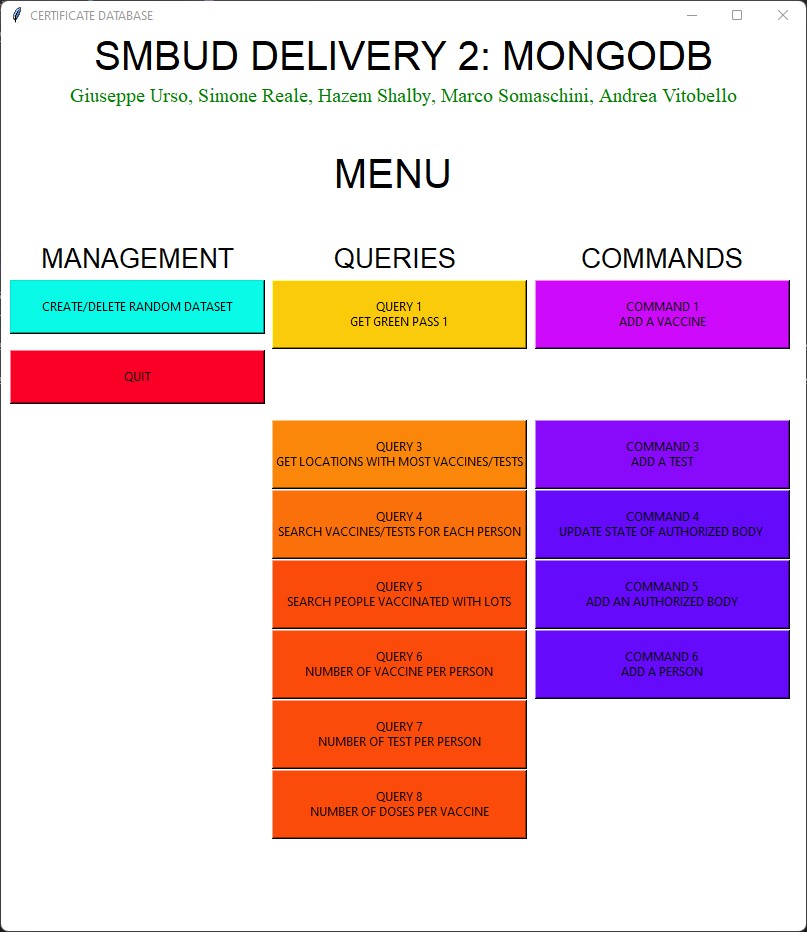 CERTIFICATE DATABASE
SMBUD DELIVERY 2: MONGODB
Giuseppe Urso, Simone Reale, Hazem Shalby, Marco Somaschini, Andrea Vitobello
MENU
MANAGEMENT
CREATE/DELETE RANDOM DATASET
QUIT
QUERIES
QUERY 1
GET GREEN PASS 1
QUERY 3
GET LOCATIONS WITH MOST VACCINES/TESTS
QUERY 4
SEARCH VACCINES/TESTS FOR EACH PERSON
QUERY 5
SEARCH PEOPLE VACCINATED WITH LOTS
QUERY 6
NUMBER OF VACCINE PER PERSON
QUERY 7
NUMBER OF TEST PER PERSON
QUERY 8
NUMBER OF DOSES PER VACCINE
COMMANDS
COMMAND 1
ADD A VACCINE
COMMAND 3
ADD A TEST
COMMAND 4
UPDATE STATE OF AUTHORIZED BODY
COMMAND 5
ADD AN AUTHORIZED BODY
COMMAND 6
ADD A PERSON